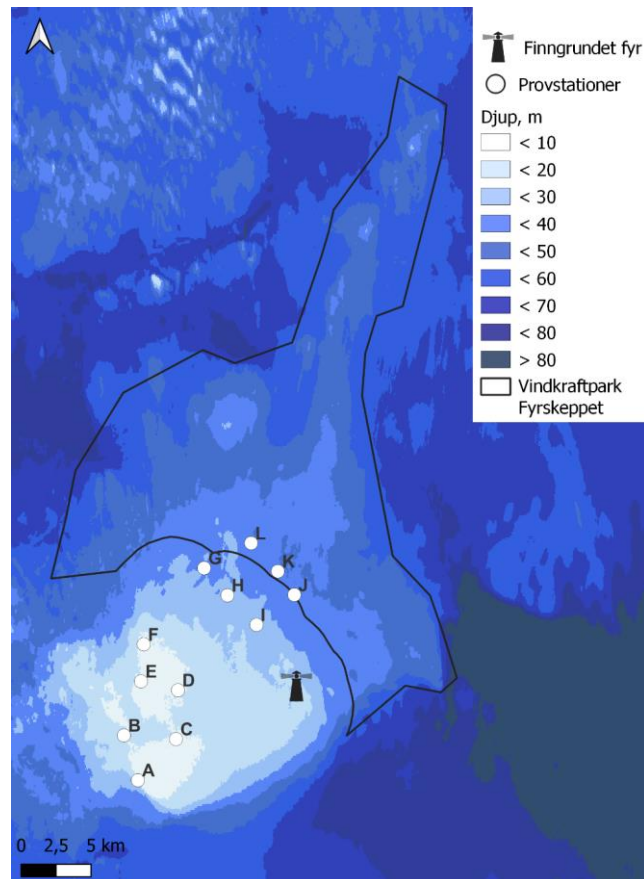 Finngrundet fyr
Provstationer
Djup, m
< 10
< 20
< 30
< 40
< 50
< 60
< 70
< 80
> 80
Vindkraftpark
Fyrskeppet
L
G
K
H
J
I
F
E
D
B
C
A
0 2,5 5 km